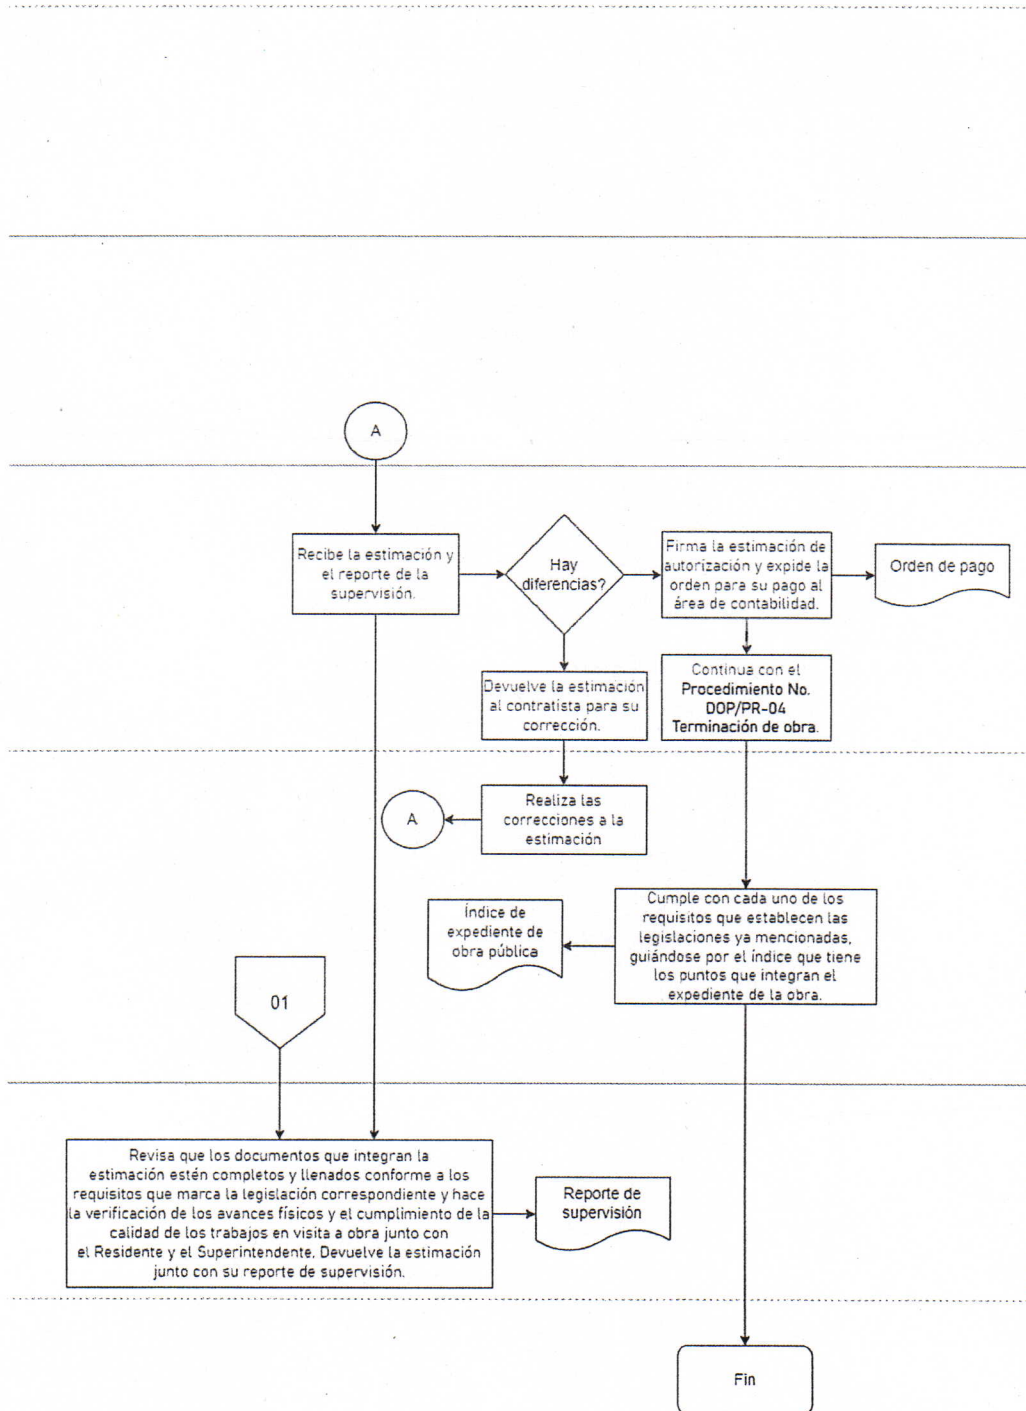 A
Recibe la estimación y
el reporte de la
supervisión.
Hay
diferencias?
Firma la estimación de
autorización y expide la
orden para su pago al
área de contabilidad.
Orden de pago
Devuelve la estimación
al contratista para su
corrección.
Continua con el
Procedimiento No.
DOP/PR-04
Terminación de obra.
A
Realiza las
correcciones a la
estimación
Índice de
expediente de
obra pública
Cumple con cada uno de los
requisitos que establecen las
legislaciones ya mencionadas,
guiándose por el índice que tiene
los puntos que integran el
expediente de la obra.
01
Revisa que los documentos que integran la
estimación estén completos y llenados conforme a los
requisitos que marca la legislación correspondiente y hace
la verificación de los avances físicos y el cumplimiento de la
calidad de los trabajos en visita a obra junto con
el Residente y el Superintendente. Devuelve la estimación
junto con su reporte de supervisión.
Reporte de
supervisión
Fin